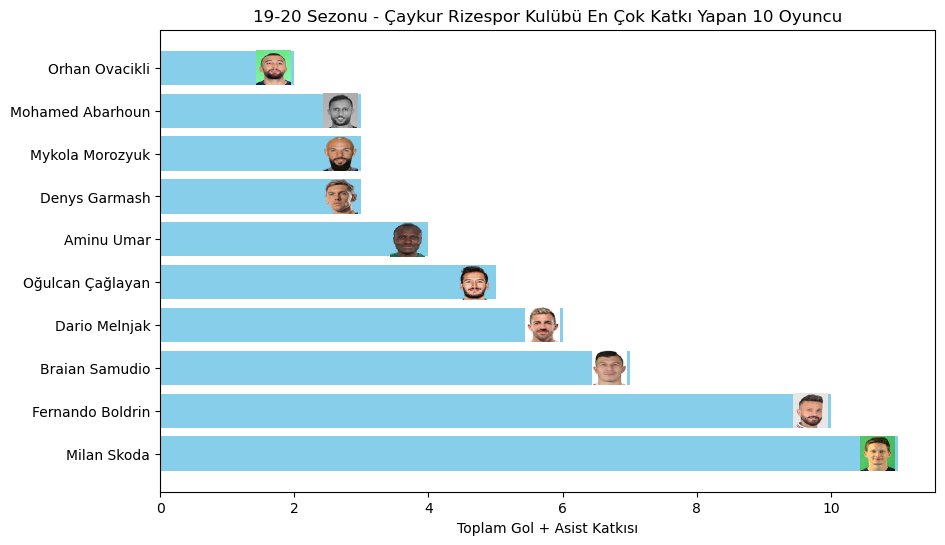 19-20 Sezonu - Çaykur Rizespor Kulübü En Çok Katkı Yapan 10 Oyuncu
Orhan Ovacikli
Mohamed Abarhoun
Mykola Morozyuk
Denys Garmash
Aminu Umar
Oğulcan Çağlayan
Dario Melnjak
Braian Samudio
Fernando Boldrin
Milan Skoda
0 2 4 6 8 10
Toplam Gol + Asist Katkısı